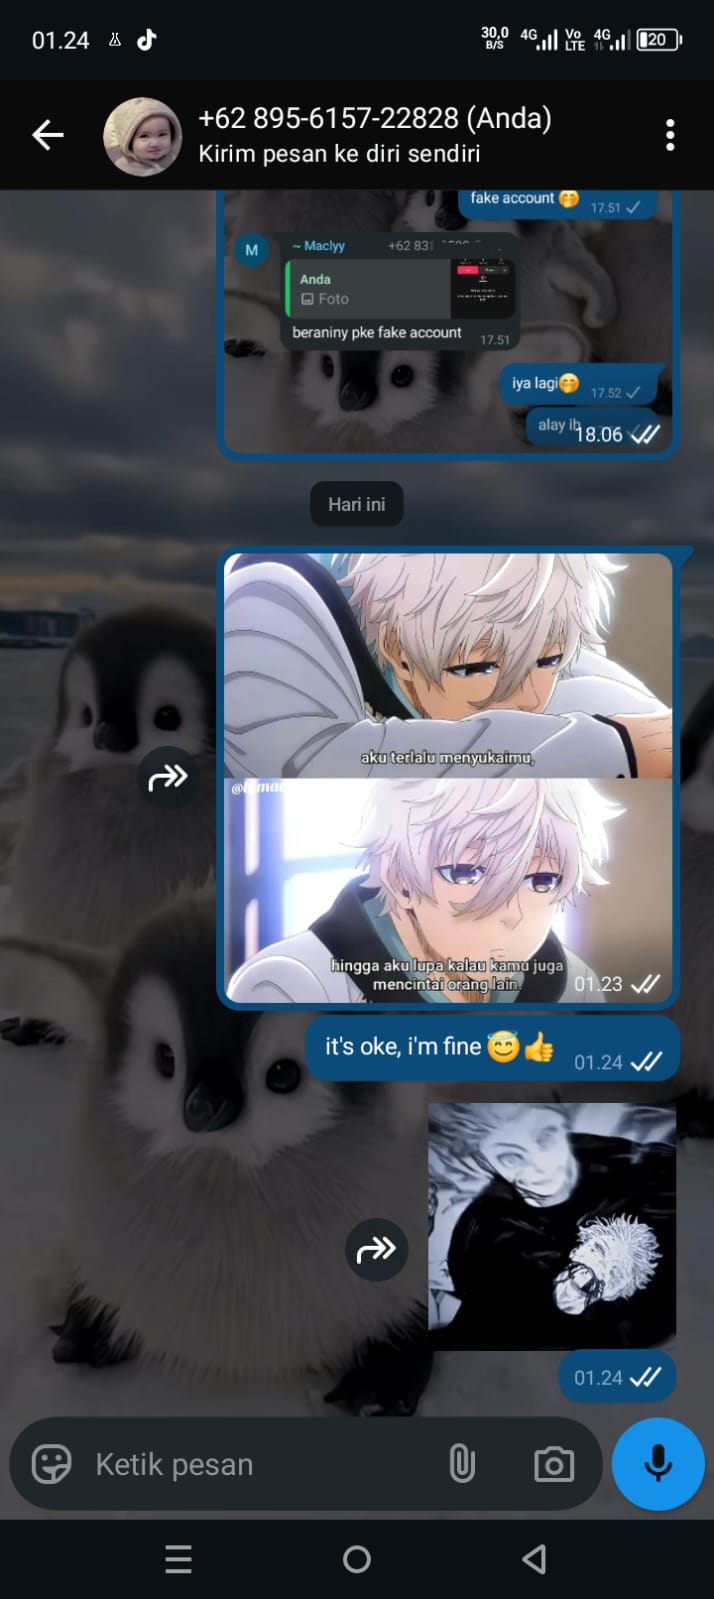 01.24
30,0
B/S
4G
Vo
LTE
4G
20
+62 895-6157-22828 (Anda)
Kirim pesan ke diri sendiri
fake account 🤭
17.51
M
~ Maclyy
+62 83
Anda
Foto
beraniny pke fake account
17.51
iya lagi🤭
17.52
alay
18.06
Hari ini
aku terlalu menyukaimu,
hingga aku lupa kalau kamu juga
mencintai orang lain.
01.23
it's oke, i'm fine 😇👍
01.24
01.24
Ketik pesan